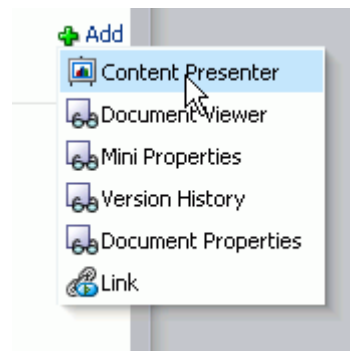 Add
Content Presenter
Document Viewer
Mini Properties
Version History
Document Properties
Link